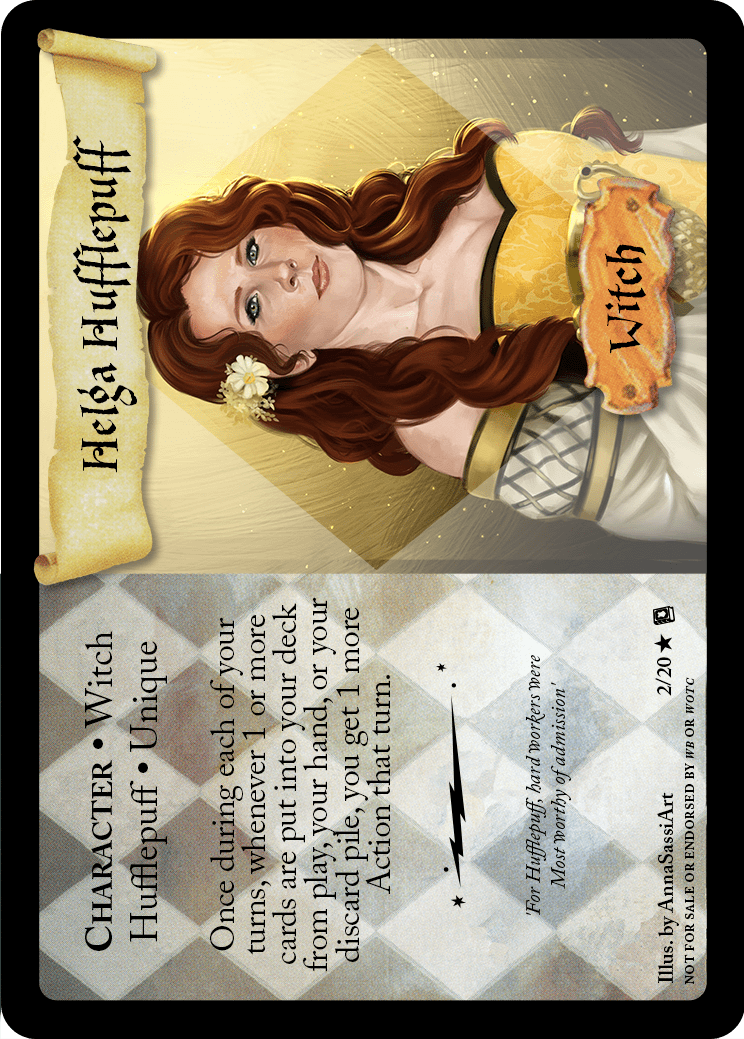 Helga Hufflepuff
Witch
CHARACTER • Witch
Hufflepuff • Unique
Once during each of your
turns, whenever 1 or more
cards are put into your deck
from play, your hand, or your
discard pile, you get 1 more
Action that turn.
'For Hufflepuff, hard workers were
Most worthy of admission'
Illus. by AnnaSassiArt 2/20 ★
NOT FOR SALE OR ENDORSED BY WB OR WOTC